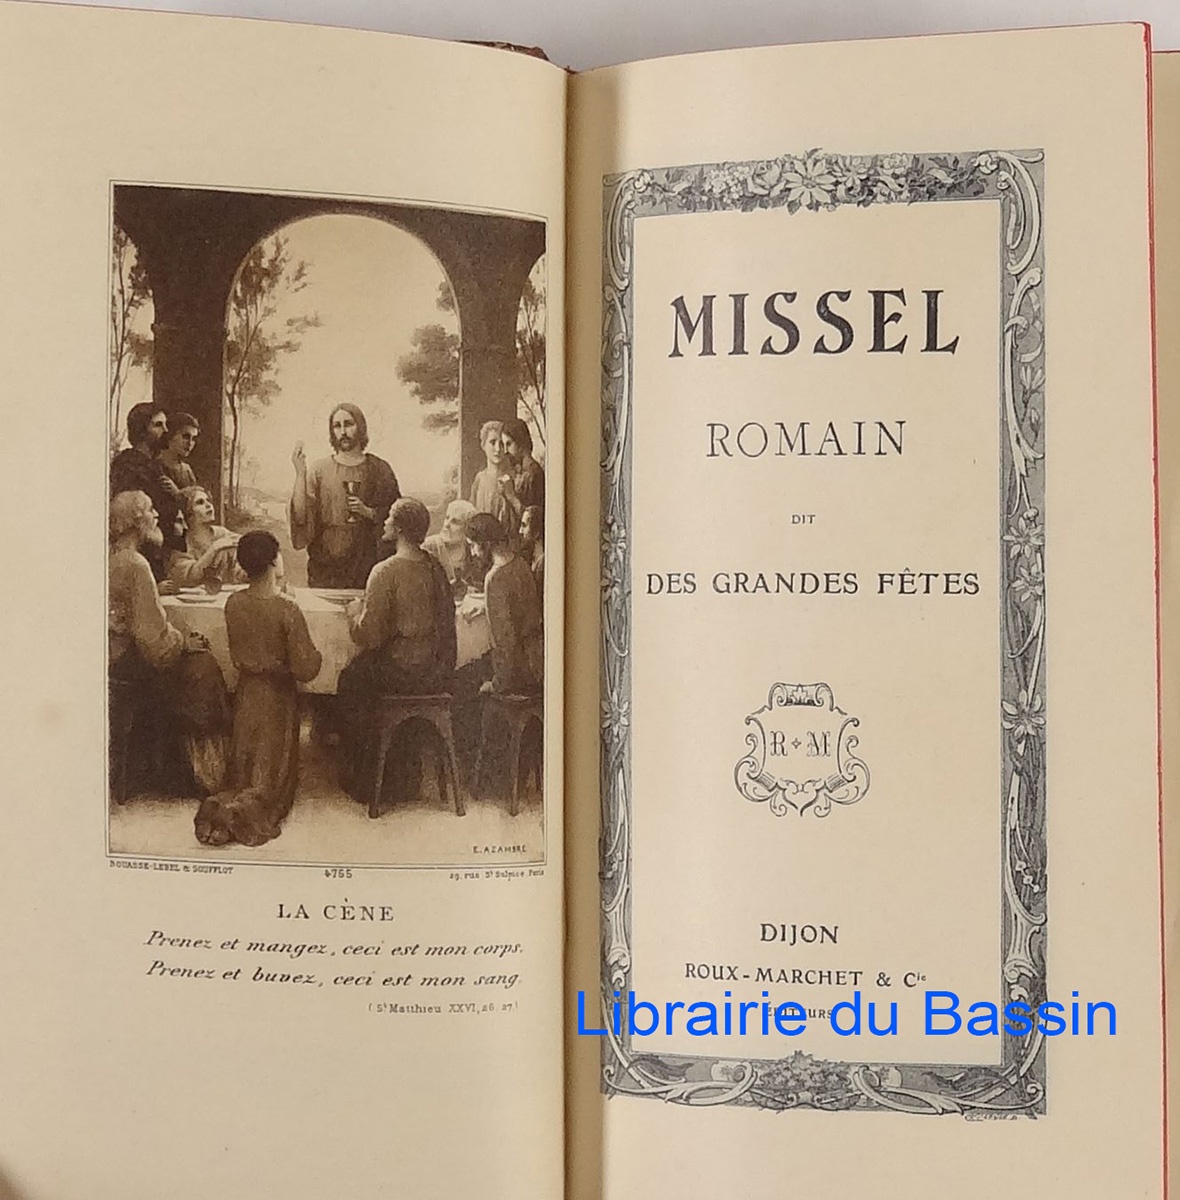 E. AZAMBRE
BOUASSE-LEBEL & SOUFFLOT
4765
29, rue St Sulpice Paris
LA CÈNE
Prenez et mangez, ceci est mon corps.
Prenez et buvez, ceci est mon sang.
(St Matthieu XXVI, 26. 27.)
MISSEL
ROMAIN
DIT
DES GRANDES FÊTES
R M
DIJON
ROUX-MARCHET & Cie
ÉDITEURS
Librairie du Bassin